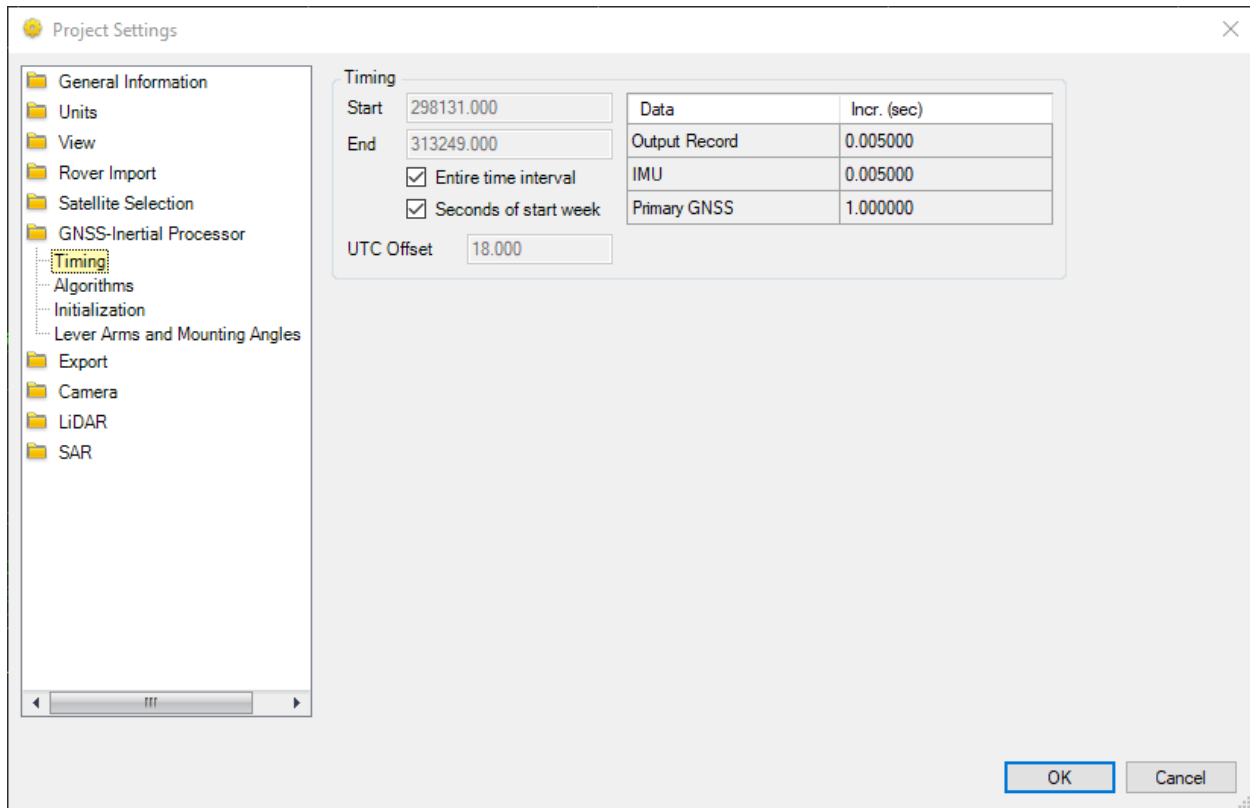 Project Settings
General Information
Units
View
Rover Import
Satellite Selection
GNSS-Inertial Processor
Timing
Algorithms
Initialization
Lever Arms and Mounting Angles
Export
Camera
LiDAR
SAR
Timing
Start 298131.000
End 313249.000
Entire time interval
Seconds of start week
UTC Offset 18.000
Data Incr. (sec)
Output Record 0.005000
IMU 0.005000
Primary GNSS 1.000000
OK Cancel